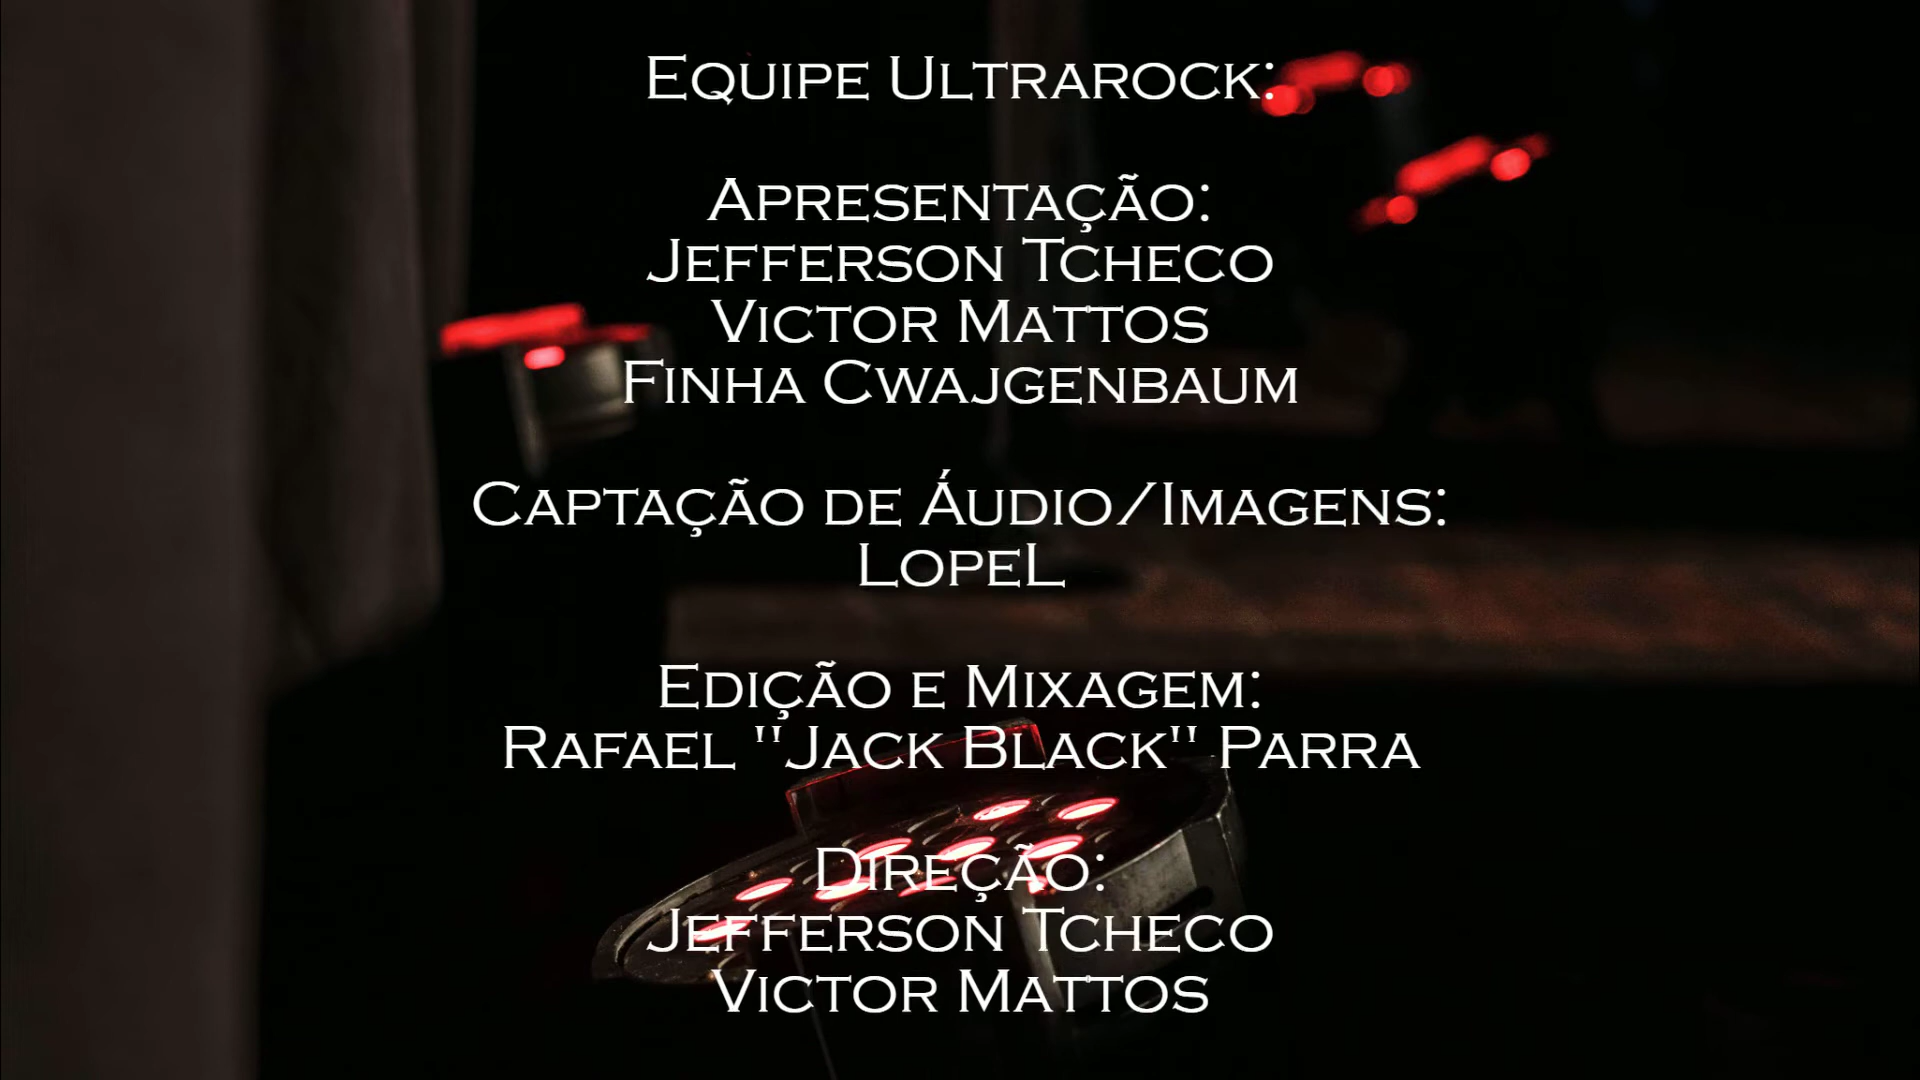 Equipe Ultrarock:
Apresentação:
Jefferson Tcheco
Victor Mattos
Finha Cwajgenbaum
Captação de Áudio/Imagens:
LopeL
Edição e Mixagem:
Rafael "Jack Black" Parra
Direção:
Jefferson Tcheco
Victor Mattos